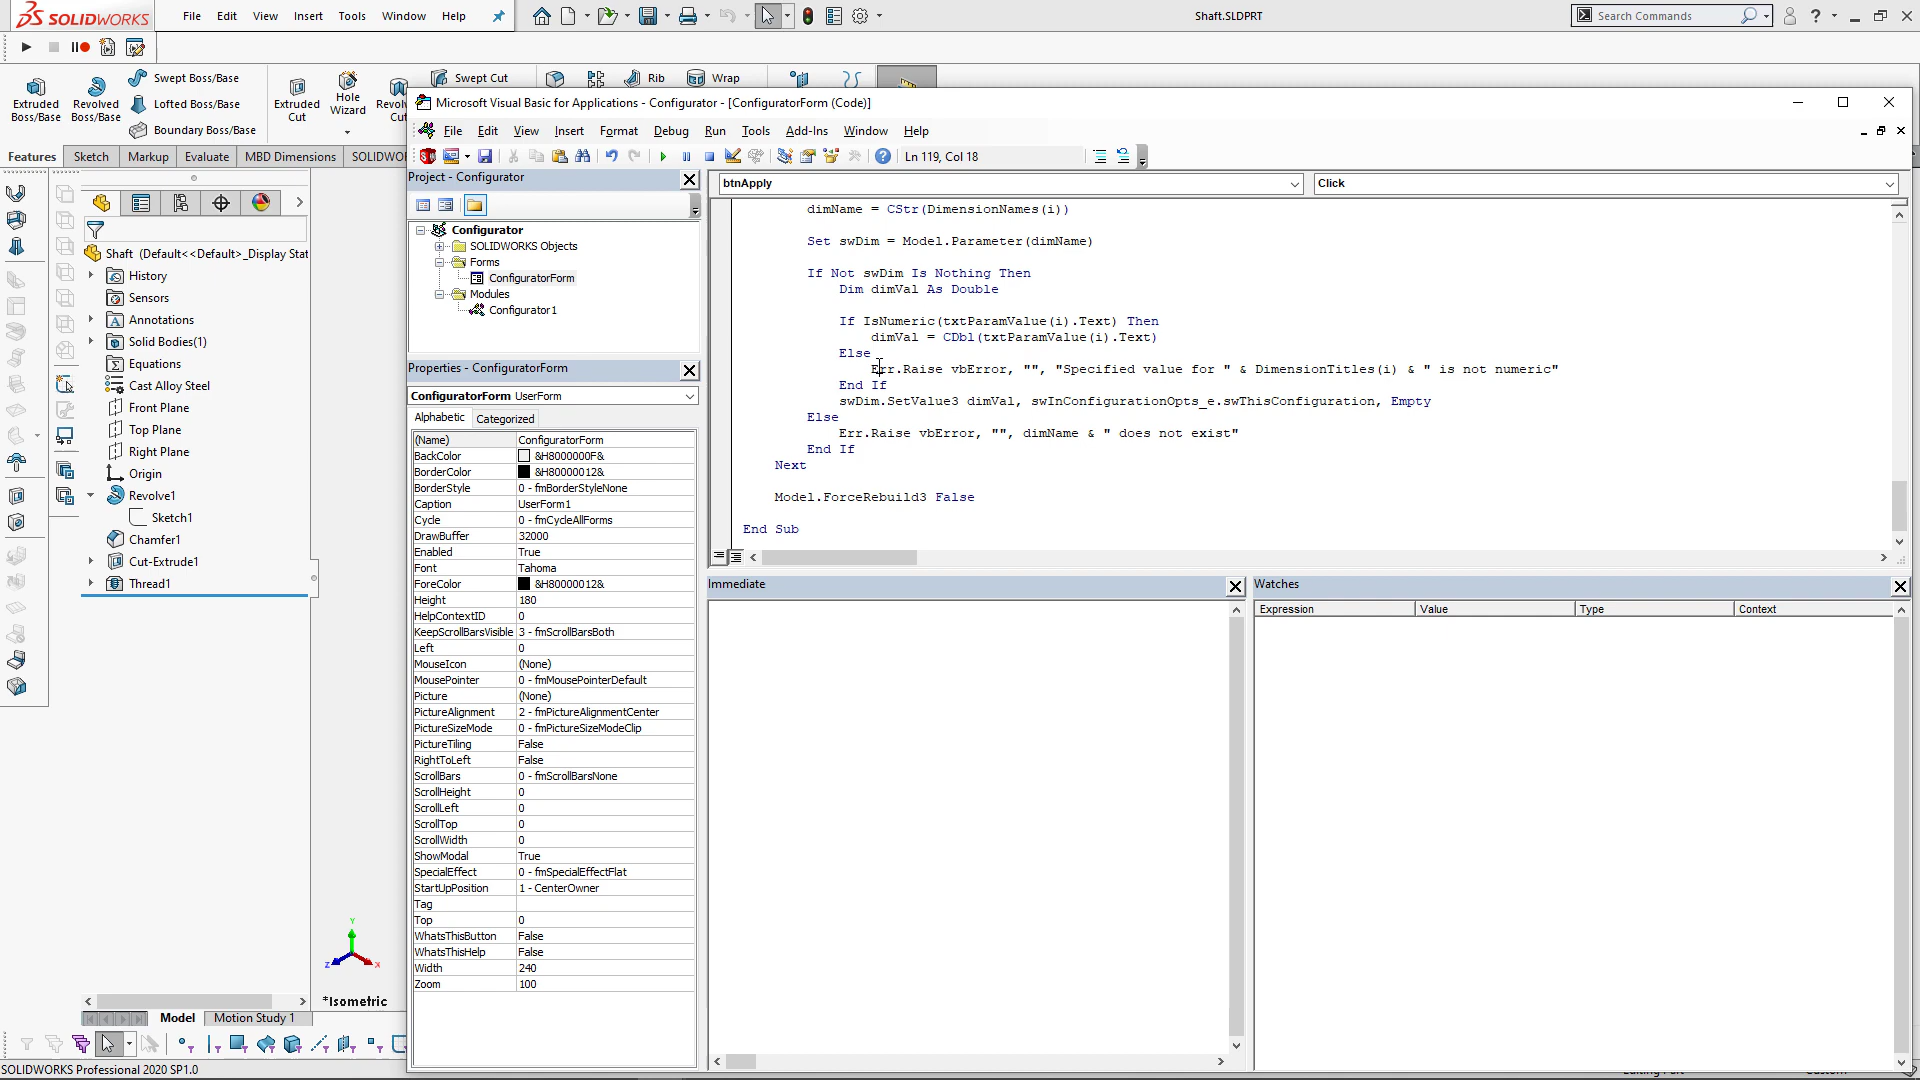 SOLIDWORKS
File Edit View Insert Tools Window Help
Shaft.SLDPRT
Search Commands
Extruded Boss/Base
Revolved Boss/Base
Swept Boss/Base
Lofted Boss/Base
Boundary Boss/Base
Extruded Cut
Hole Wizard
Swept Cut
Rib
Wrap
Features Sketch Markup Evaluate MBD Dimensions
Shaft (Default<<Default>_Display Stat
History
Sensors
Annotations
Solid Bodies(1)
Equations
Cast Alloy Steel
Front Plane
Top Plane
Right Plane
Origin
Revolve1
Sketch1
Chamfer1
Cut-Extrude1
Thread1
Y
Z
X
*Isometric
Model Motion Study 1
SOLIDWORKS Professional 2020 SP1.0
Microsoft Visual Basic for Applications - Configurator - [ConfiguratorForm (Code)]
File Edit View Insert Format Debug Run Tools Add-Ins Window Help
Ln 119, Col 18
Project - Configurator
Configurator
SOLIDWORKS Objects
Forms
ConfiguratorForm
Modules
Configurator1
Properties - ConfiguratorForm
ConfiguratorForm UserForm
Alphabetic Categorized
(Name) ConfiguratorForm
BackColor &H8000000F&
BorderColor &H80000012&
BorderStyle 0 - fmBorderStyleNone
Caption UserForm1
Cycle 0 - fmCycleAllForms
DrawBuffer 32000
Enabled True
Font Tahoma
ForeColor &H80000012&
Height 180
HelpContextID 0
KeepScrollBarsVisible 3 - fmScrollBarsBoth
Left 0
MouseIcon (None)
MousePointer 0 - fmMousePointerDefault
Picture (None)
PictureAlignment 2 - fmPictureAlignmentCenter
PictureSizeMode 0 - fmPictureSizeModeClip
PictureTiling False
RightToLeft False
ScrollBars 0 - fmScrollBarsNone
ScrollHeight 0
ScrollLeft 0
ScrollTop 0
ScrollWidth 0
ShowModal True
SpecialEffect 0 - fmSpecialEffectFlat
StartUpPosition 1 - CenterOwner
Tag
Top 0
WhatsThisButton False
WhatsThisHelp False
Width 240
Zoom 100
btnApply Click
dimName = CStr(DimensionNames(i))
Set swDim = Model.Parameter(dimName)
If Not swDim Is Nothing Then
Dim dimVal As Double
If IsNumeric(txtParamValue(i).Text) Then
dimVal = CDbl(txtParamValue(i).Text)
Else
Err.Raise vbError, "", "Specified value for " & DimensionTitles(i) & " is not numeric"
End If
swDim.SetValue3 dimVal, swInConfigurationOpts_e.swThisConfiguration, Empty
Else
Err.Raise vbError, "", dimName & " does not exist"
End If
Next
Model.ForceRebuild3 False
End Sub
Immediate
Watches
Expression Value Type Context